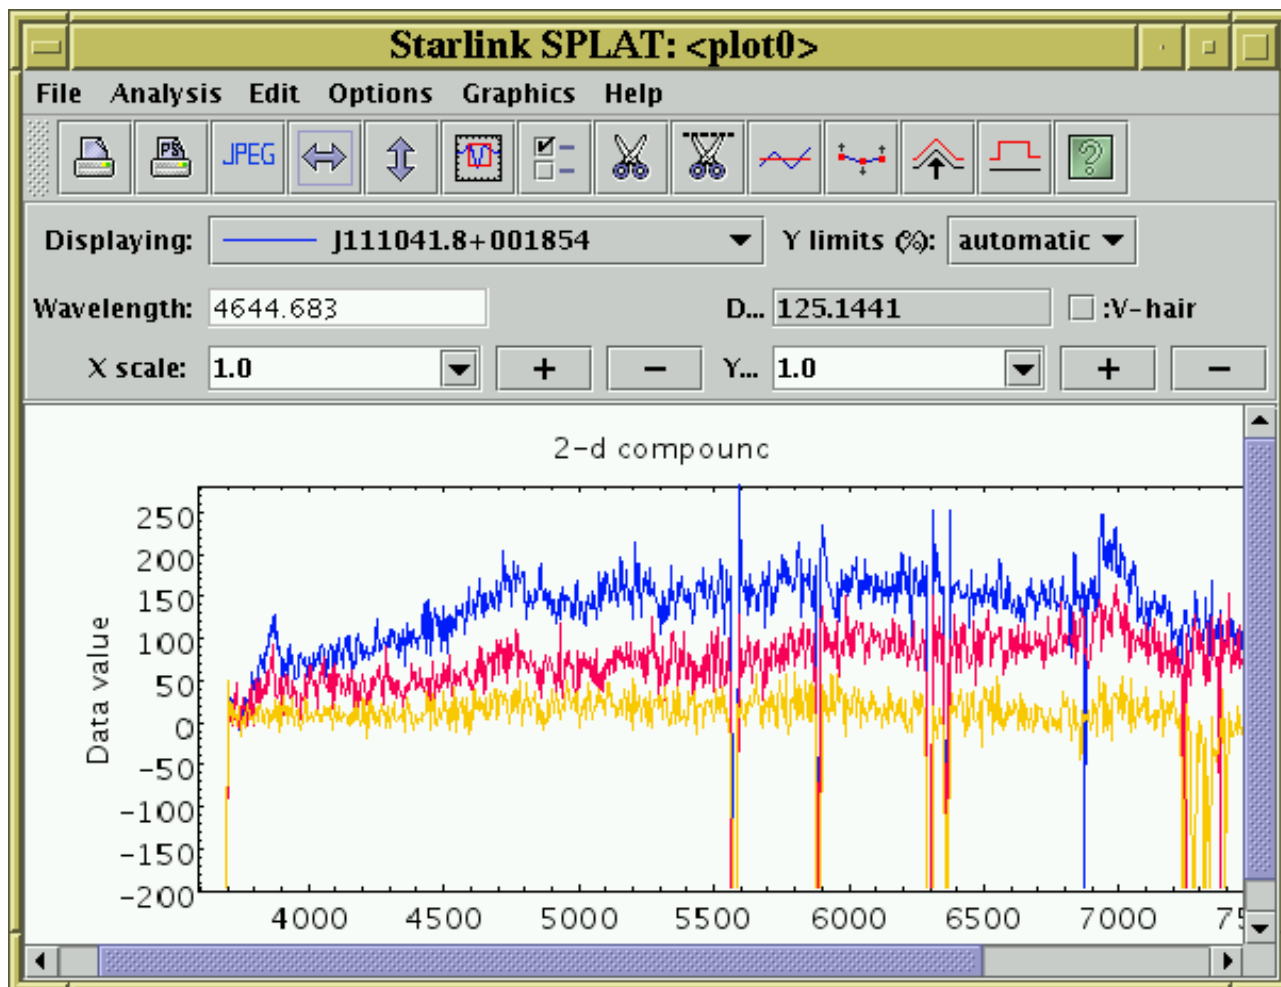 Starlink SPLAT: <plot0>
File Analysis Edit Options Graphics Help
PS JPEG ?
Displaying: J111041.8+001854 Y limits (%): automatic
Wavelength: 4644.683 D... 125.1441 :V-hair
X scale: 1.0 + − Y... 1.0 + −
2-d compounc
250
200
150
100
50
0
−50
−100
−150
−200
Data value
4000 4500 5000 5500 6000 6500 7000 75